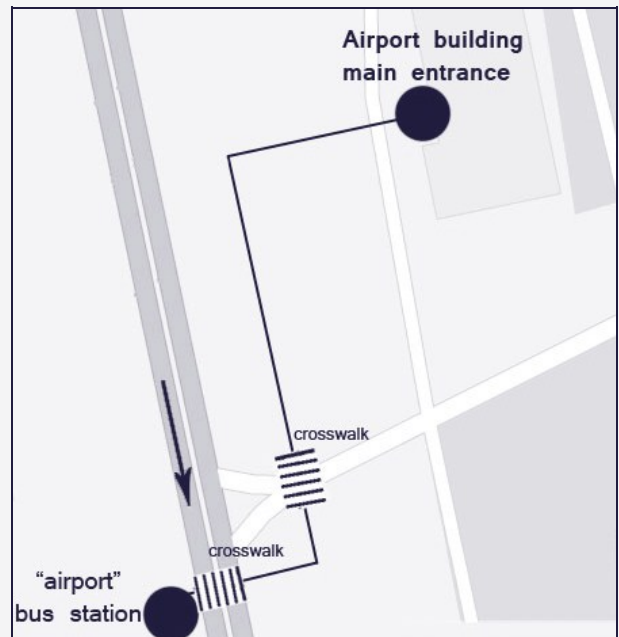 Airport building
main entrance
crosswalk
crosswalk
“airport”
bus station